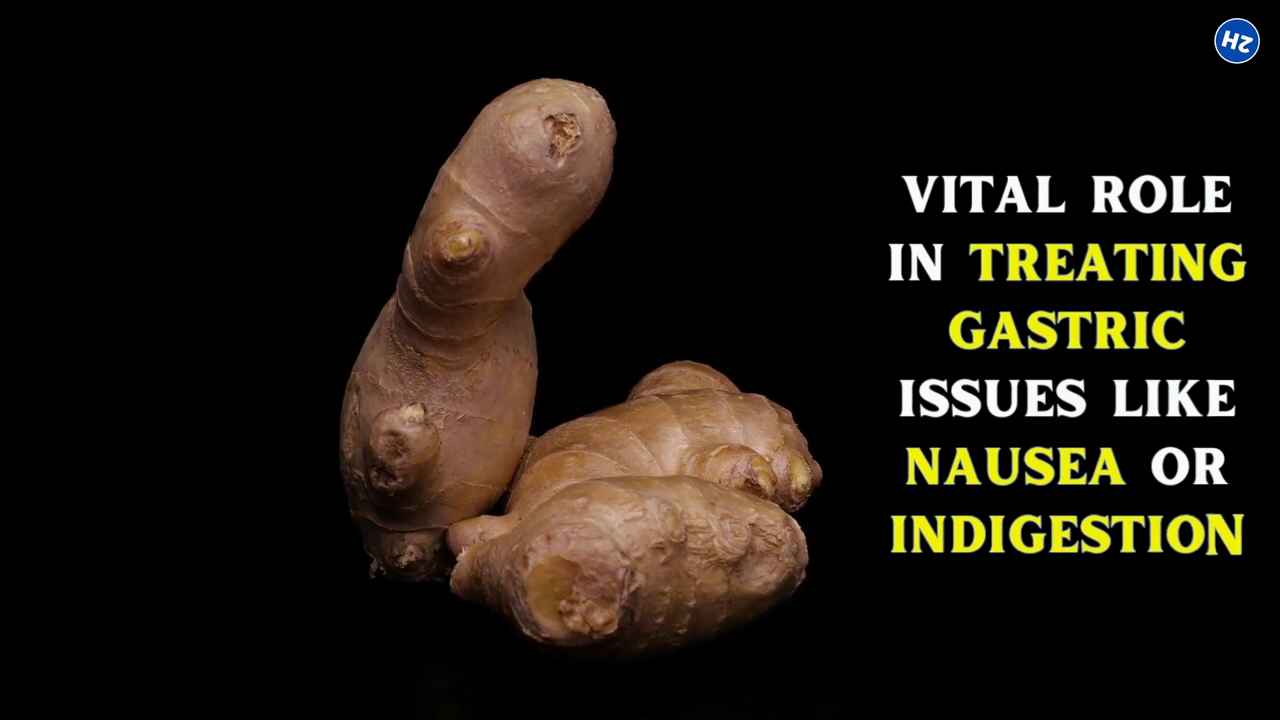 VITAL ROLE
IN TREATING
GASTRIC
ISSUES LIKE
NAUSEA OR
INDIGESTION